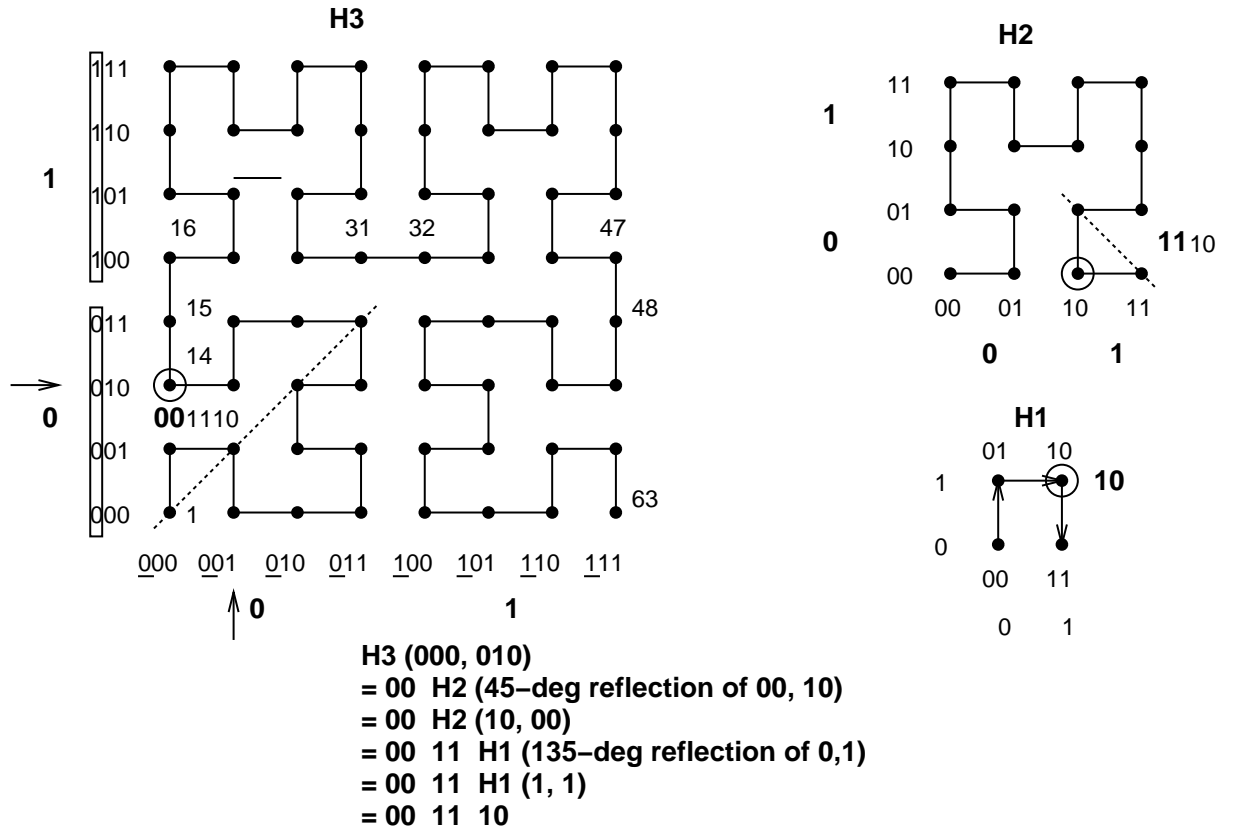 H3
111
110
1
101
16 31 32 47
100
15 48
011
14
010
0 001110
001
63
000 1
000 001 010 011 100 101 110 111
0 1
H2
11
1
10
01
0 1110
00
00 01 10 11
0 1
H1
01 10
1 10
0
00 11
0 1
H3 (000, 010)
= 00 H2 (45−deg reflection of 00, 10)
= 00 H2 (10, 00)
= 00 11 H1 (135−deg reflection of 0,1)
= 00 11 H1 (1, 1)
= 00 11 10